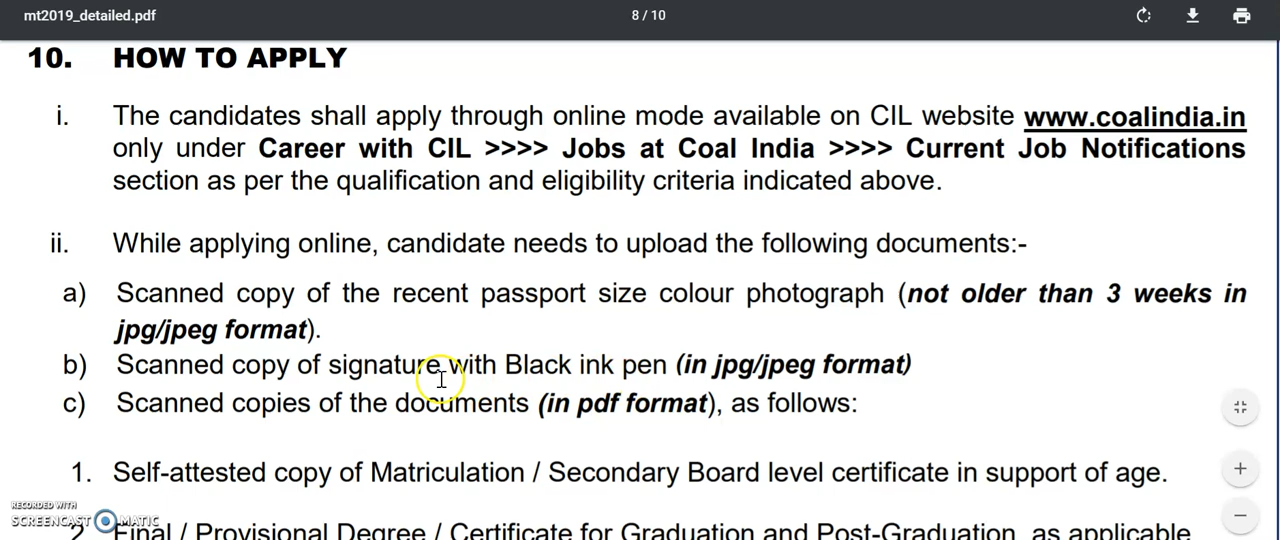 mt2019_detailed.pdf
8 / 10
10. HOW TO APPLY
i. The candidates shall apply through online mode available on CIL website www.coalindia.in
only under Career with CIL >>>> Jobs at Coal India >>>> Current Job Notifications
section as per the qualification and eligibility criteria indicated above.
ii. While applying online, candidate needs to upload the following documents:-
a) Scanned copy of the recent passport size colour photograph (not older than 3 weeks in
jpg/jpeg format).
b) Scanned copy of signature with Black ink pen (in jpg/jpeg format)
c) Scanned copies of the documents (in pdf format), as follows:
1. Self-attested copy of Matriculation / Secondary Board level certificate in support of age.
RECORDED WITH
SCREENCAST MATIC
2. Final / Provisional Degree / Certificate for Graduation and Post-Graduation, as applicable